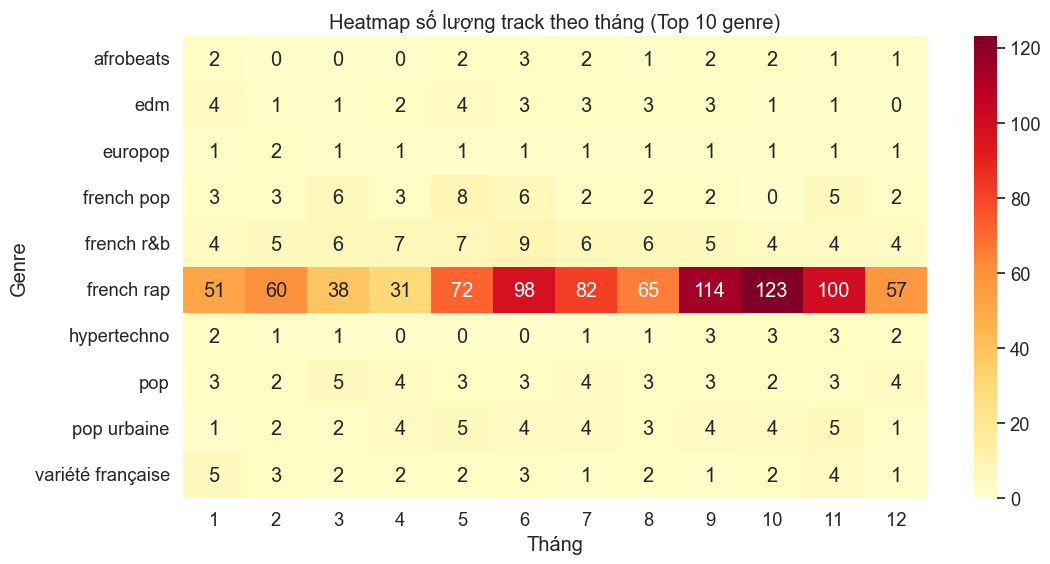 Heatmap số lượng track theo tháng (Top 10 genre)
Genre
afrobeats 2 0 0 0 2 3 2 1 2 2 1 1
edm 4 1 1 2 4 3 3 3 3 1 1 0
europop 1 2 1 1 1 1 1 1 1 1 1 1
french pop 3 3 6 3 8 6 2 2 2 0 5 2
french r&b 4 5 6 7 7 9 6 6 5 4 4 4
french rap 51 60 38 31 72 98 82 65 114 123 100 57
hypertechno 2 1 1 0 0 0 1 1 3 3 3 2
pop 3 2 5 4 3 3 4 3 3 2 3 4
pop urbaine 1 2 2 4 5 4 4 3 4 4 5 1
variété française 5 3 2 2 2 3 1 2 1 2 4 1
1 2 3 4 5 6 7 8 9 10 11 12
Tháng
120
100
80
60
40
20
0